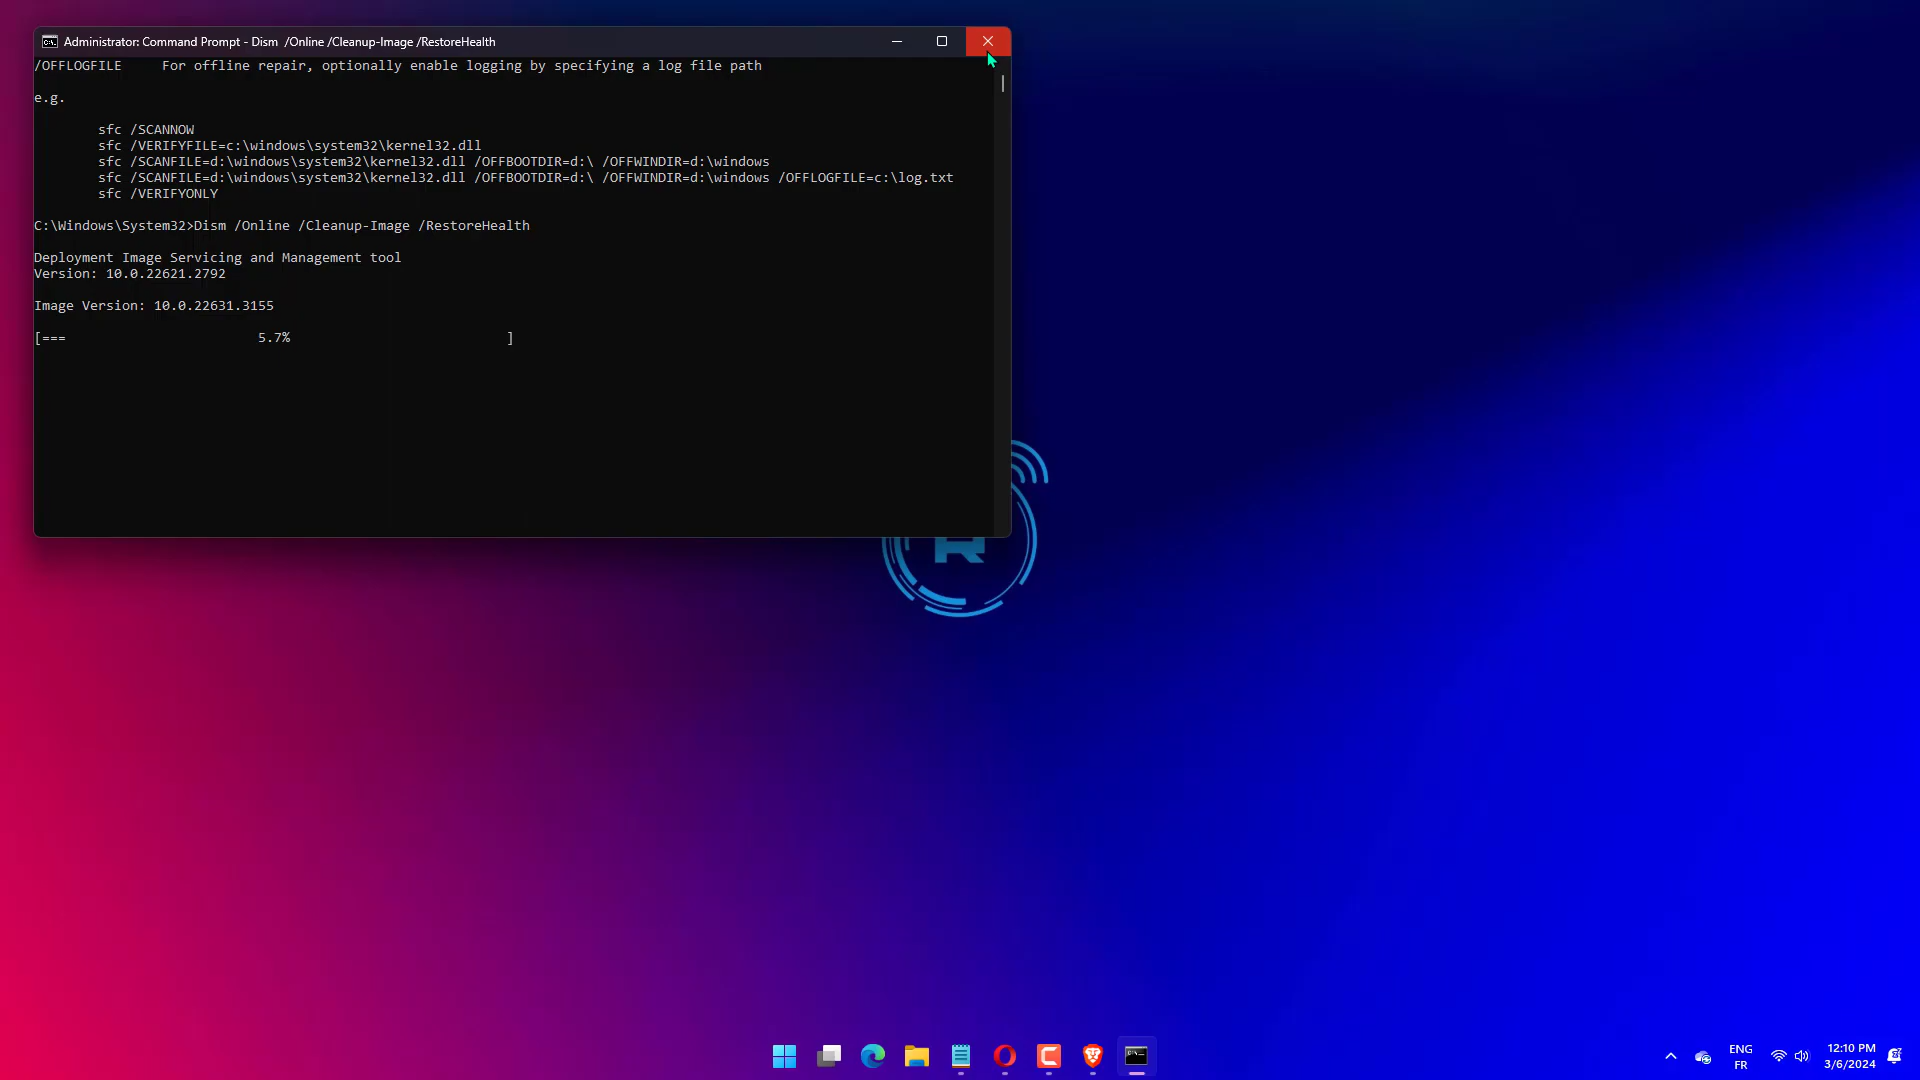 Administrator: Command Prompt - Dism  /Online /Cleanup-Image /RestoreHealth
/OFFLOGFILE     For offline repair, optionally enable logging by specifying a log file path
e.g.
        sfc /SCANNOW
        sfc /VERIFYFILE=c:\windows\system32\kernel32.dll
        sfc /SCANFILE=d:\windows\system32\kernel32.dll /OFFBOOTDIR=d:\ /OFFWINDIR=d:\windows
        sfc /SCANFILE=d:\windows\system32\kernel32.dll /OFFBOOTDIR=d:\ /OFFWINDIR=d:\windows /OFFLOGFILE=c:\log.txt
        sfc /VERIFYONLY
C:\Windows\System32>Dism /Online /Cleanup-Image /RestoreHealth
Deployment Image Servicing and Management tool
Version: 10.0.22621.2792
Image Version: 10.0.22631.3155
[===                        5.7%                           ]
R
ENG
FR
12:10 PM
3/6/2024